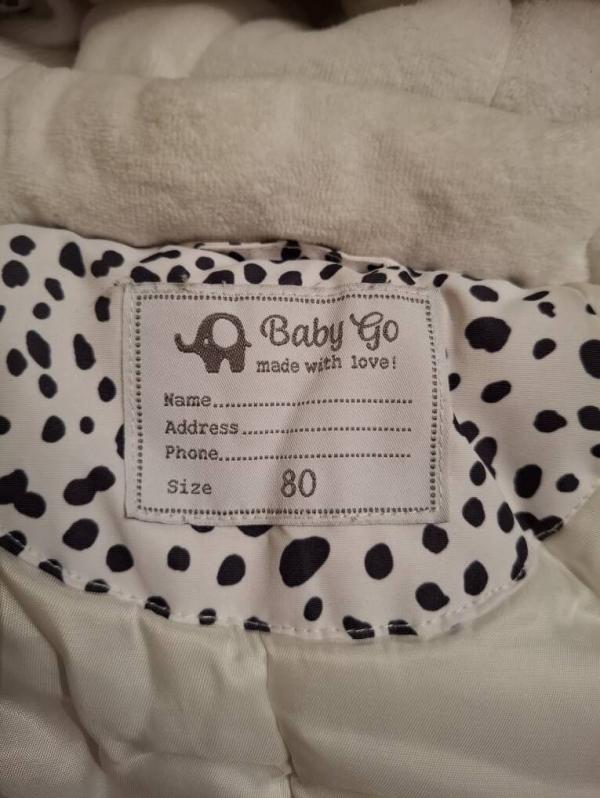 Baby Go
made with love!
Name..............................
Address..........................
Phone..............................
Size 80